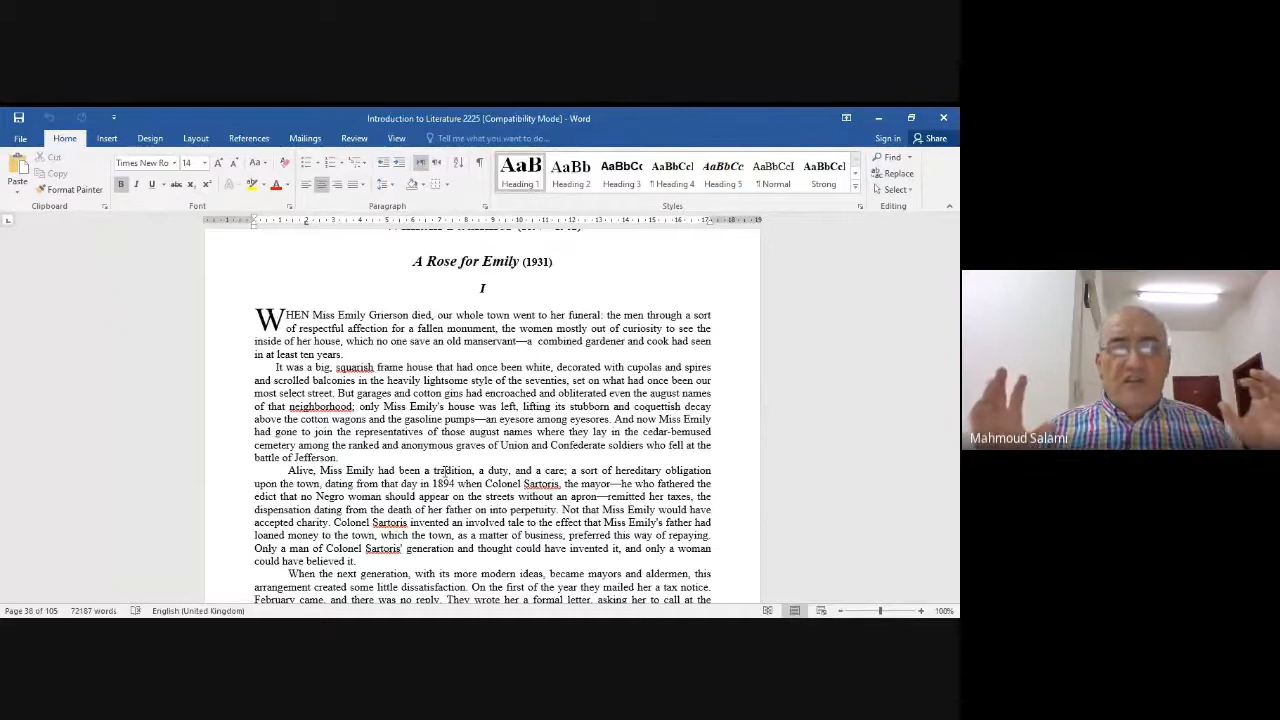 Introduction to Literature 2225 [Compatibility Mode] - Word
File Home Insert Design Layout References Mailings Review View Tell me what you want to do... Sign in Share
Paste Cut Copy Format Painter
Times New Ro 14
AaB AaBb AaBbCc AaBbCcI AaBbCc AaBbCcI AaBbCcI
Heading 1 Heading 2 Heading 3 ¶ Heading 4 Heading 5 ¶ Normal Strong
Find Replace Select
Clipboard Font Paragraph Styles Editing
A Rose for Emily (1931)
I
WHEN Miss Emily Grierson died, our whole town went to her funeral: the men through a sort
of respectful affection for a fallen monument, the women mostly out of curiosity to see the
inside of her house, which no one save an old manservant—a combined gardener and cook had seen
in at least ten years.
It was a big, squarish frame house that had once been white, decorated with cupolas and spires
and scrolled balconies in the heavily lightsome style of the seventies, set on what had once been our
most select street. But garages and cotton gins had encroached and obliterated even the august names
of that neighborhood; only Miss Emily's house was left, lifting its stubborn and coquettish decay
above the cotton wagons and the gasoline pumps—an eyesore among eyesores. And now Miss Emily
had gone to join the representatives of those august names where they lay in the cedar-bemused
cemetery among the ranked and anonymous graves of Union and Confederate soldiers who fell at the
battle of Jefferson.
Alive, Miss Emily had been a tradition, a duty, and a care; a sort of hereditary obligation
upon the town, dating from that day in 1894 when Colonel Sartoris, the mayor—he who fathered the
edict that no Negro woman should appear on the streets without an apron—remitted her taxes, the
dispensation dating from the death of her father on into perpetuity. Not that Miss Emily would have
accepted charity. Colonel Sartoris invented an involved tale to the effect that Miss Emily's father had
loaned money to the town, which the town, as a matter of business, preferred this way of repaying.
Only a man of Colonel Sartoris' generation and thought could have invented it, and only a woman
could have believed it.
When the next generation, with its more modern ideas, became mayors and aldermen, this
arrangement created some little dissatisfaction. On the first of the year they mailed her a tax notice.
February came, and there was no reply. They wrote her a formal letter, asking her to call at the
Page 38 of 105 72187 words English (United Kingdom) 100%
Mahmoud Salami